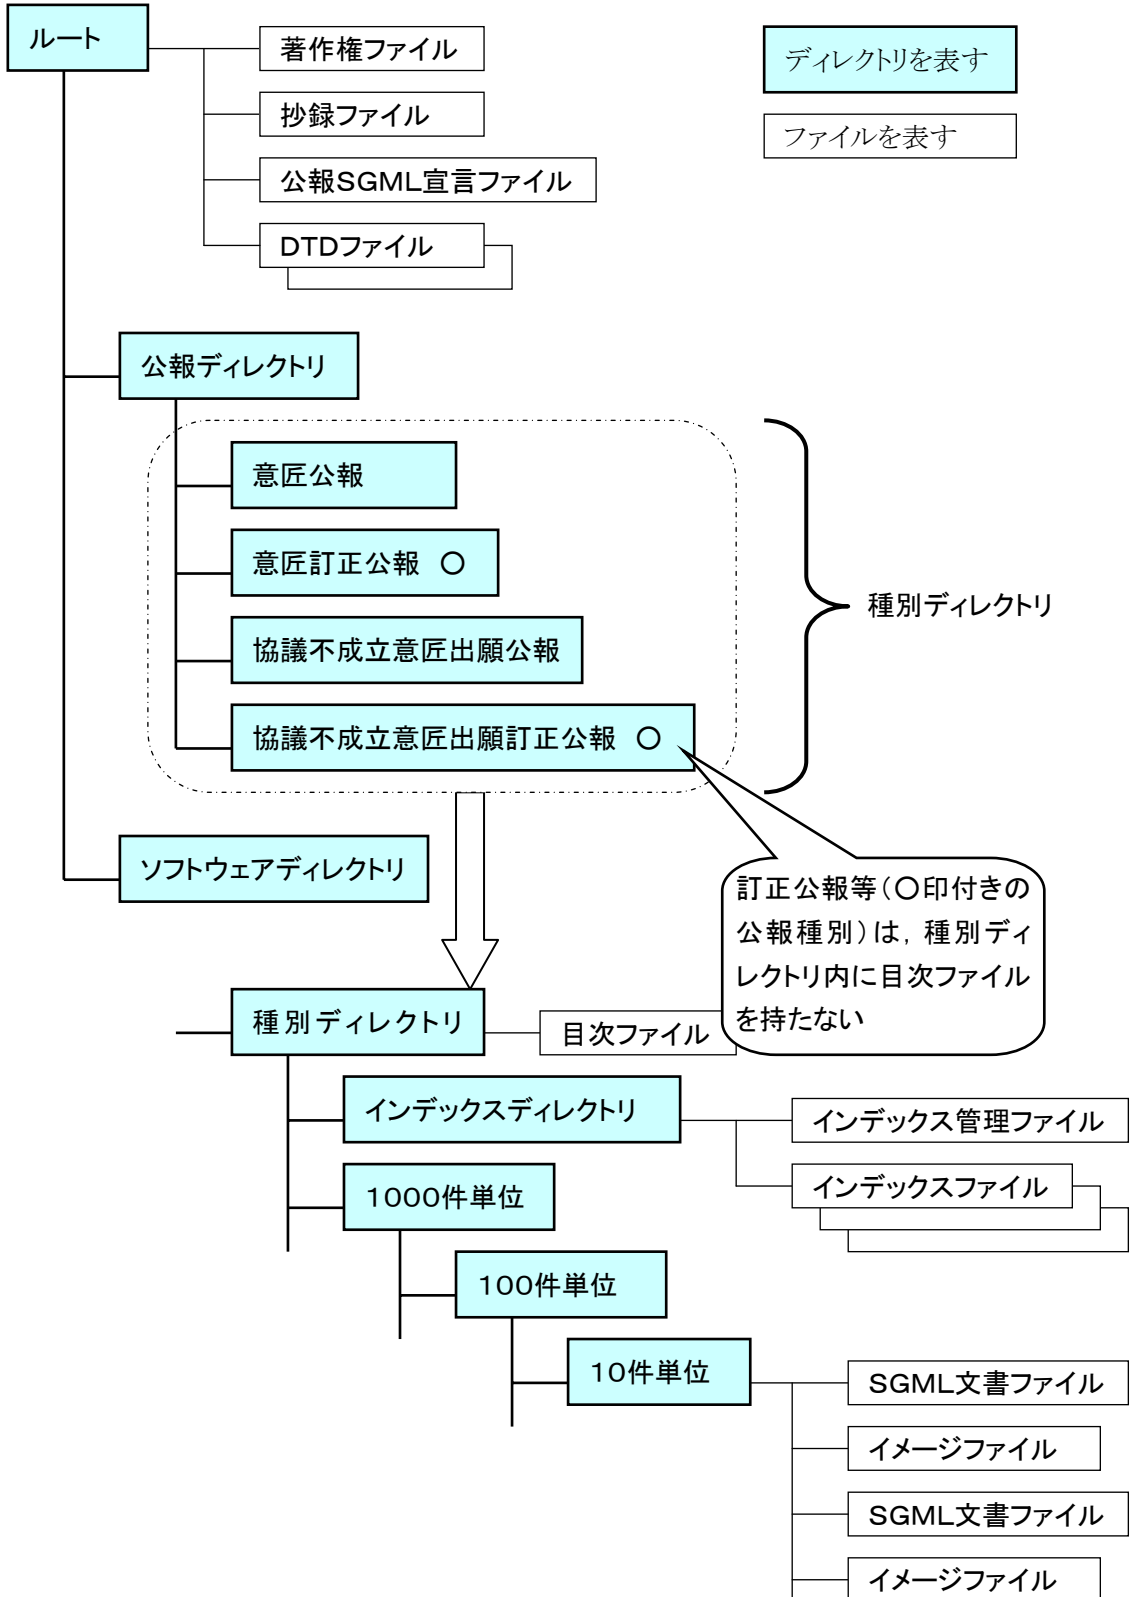 ルート
著作権ファイル
抄録ファイル
公報SGML宣言ファイル
DTDファイル
ディレクトリを表す
ファイルを表す
公報ディレクトリ
意匠公報
意匠訂正公報　〇
協議不成立意匠出願公報
協議不成立意匠出願訂正公報　〇
種別ディレクトリ
ソフトウェアディレクトリ
訂正公報等（〇印付きの
公報種別）は，種別ディ
レクトリ内に目次ファイル
を持たない
種別ディレクトリ
目次ファイル
インデックスディレクトリ
インデックス管理ファイル
インデックスファイル
1000件単位
100件単位
10件単位
SGML文書ファイル
イメージファイル
SGML文書ファイル
イメージファイル